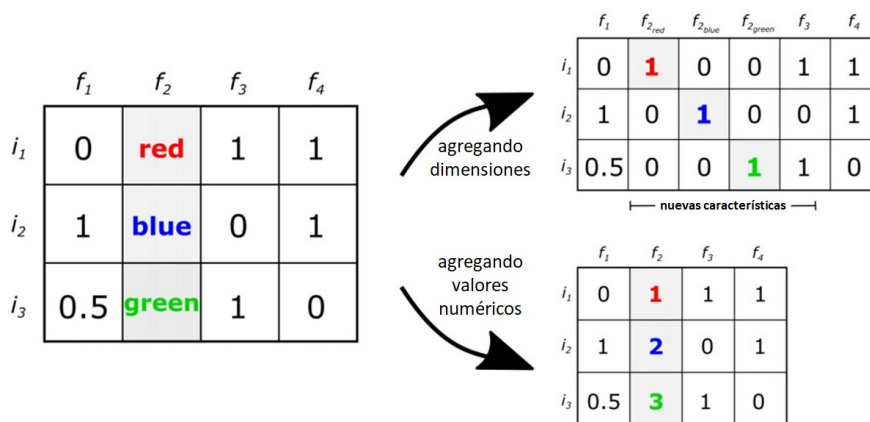 f1 f2 f3 f4
i1 0 red 1 1
i2 1 blue 0 1
i3 0.5 green 1 0
agregando
dimensiones
f1 f2red f2blue f2green f3 f4
i1 0 1 0 0 1 1
i2 1 0 1 0 0 1
i3 0.5 0 0 1 1 0
nuevas características
agregando
valores
numéricos
f1 f2 f3 f4
i1 0 1 1 1
i2 1 2 0 1
i3 0.5 3 1 0